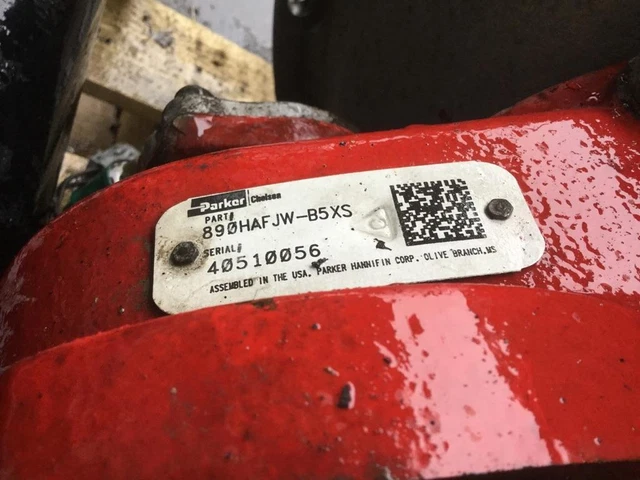 Parker Chelsea
PART#
890HAFJW-B5XS
SERIAL#
40510056
ASSEMBLED IN THE USA. PARKER HANNIFIN CORP. OLIVE BRANCH.MS